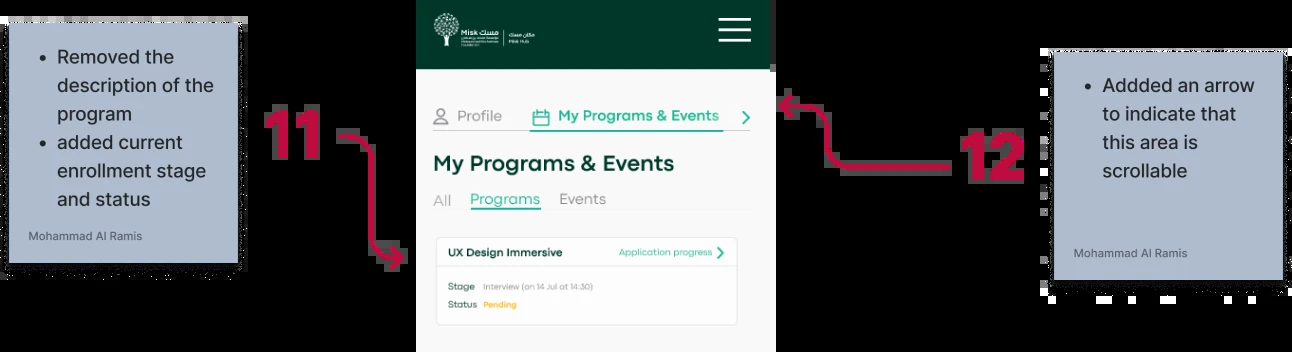 • Removed the
description of the
program
• added current
enrollment stage
and status
Mohammad Al Ramis
11
Misk مسك
مكان مسك
Misk Hub
Profile
My Programs & Events
My Programs & Events
All Programs Events
UX Design Immersive
Application progress
Stage Interview (on 14 Jul at 14:30)
Status Pending
12
• Addded an arrow
to indicate that
this area is
scrollable
Mohammad Al Ramis